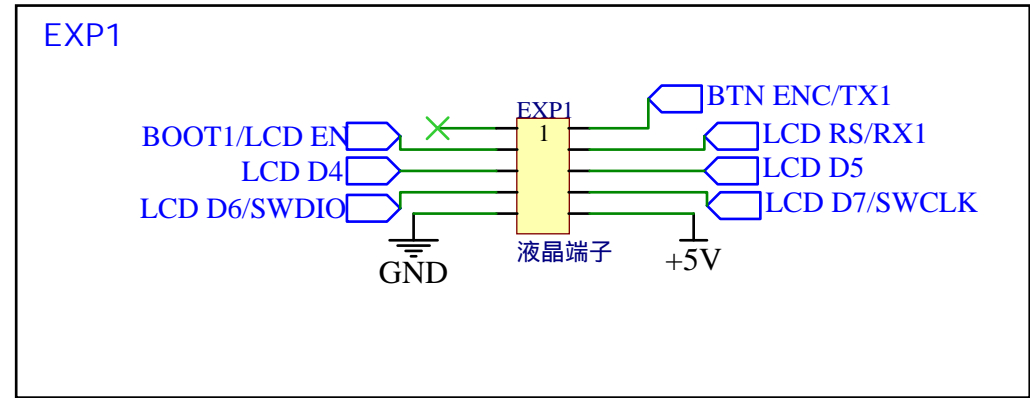 EXP1
EXP1
1
BTN ENC/TX1
BOOT1/LCD EN
LCD RS/RX1
LCD D4
LCD D5
LCD D6/SWDIO
LCD D7/SWCLK
液晶端子
GND
+5V